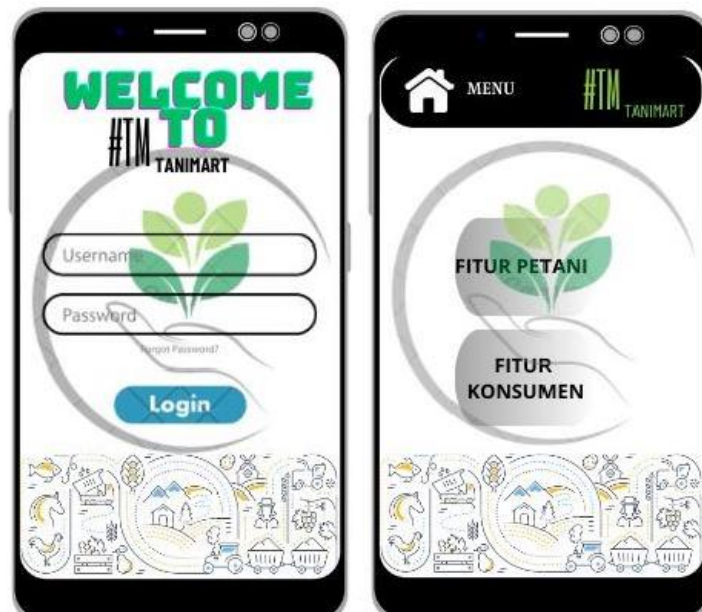 WELCOME
TO
#TM TANIMART
Username
Password
Forgot Password?
Login
MENU
#TM TANIMART
FITUR PETANI
FITUR
KONSUMEN